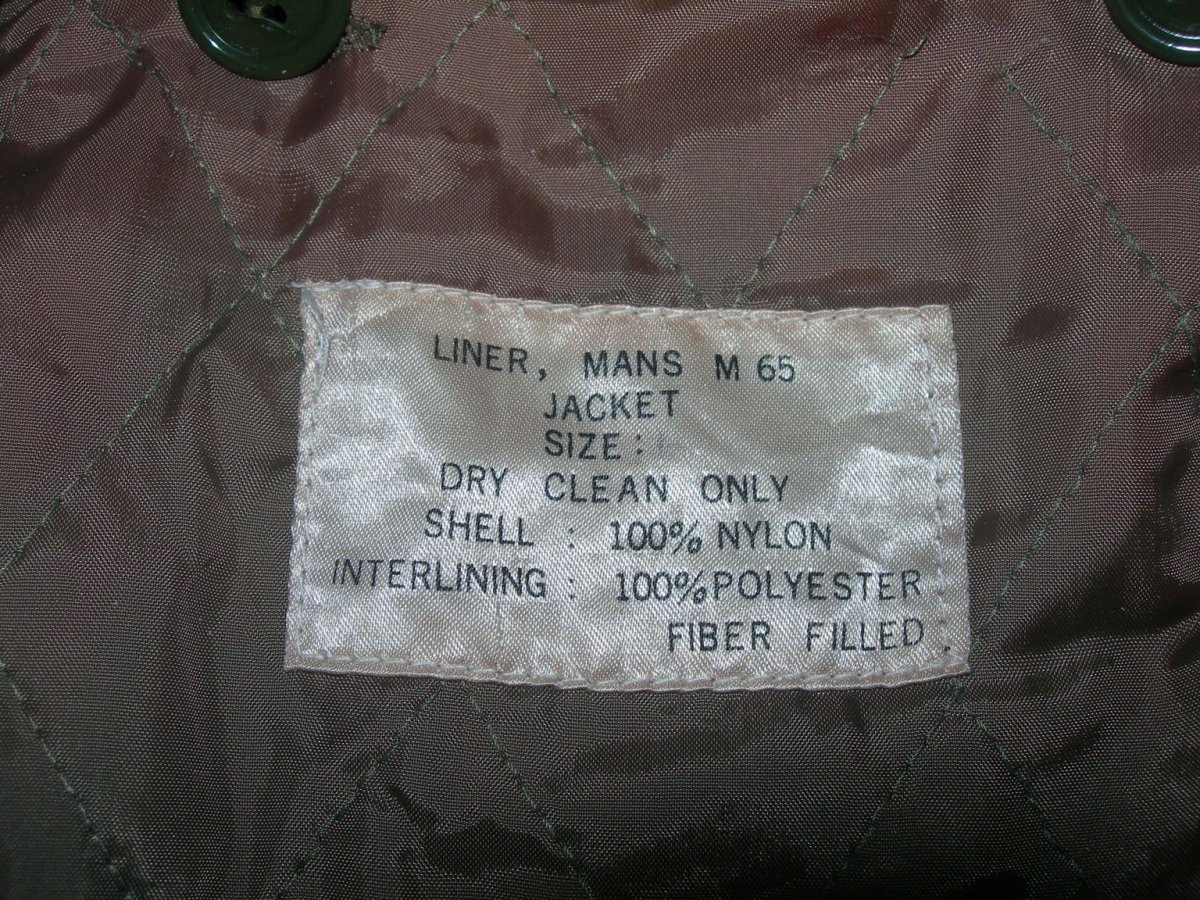 LINER, MANS M 65
JACKET
SIZE:
DRY CLEAN ONLY
SHELL : 100% NYLON
INTERLINING : 100% POLYESTER
FIBER FILLED.